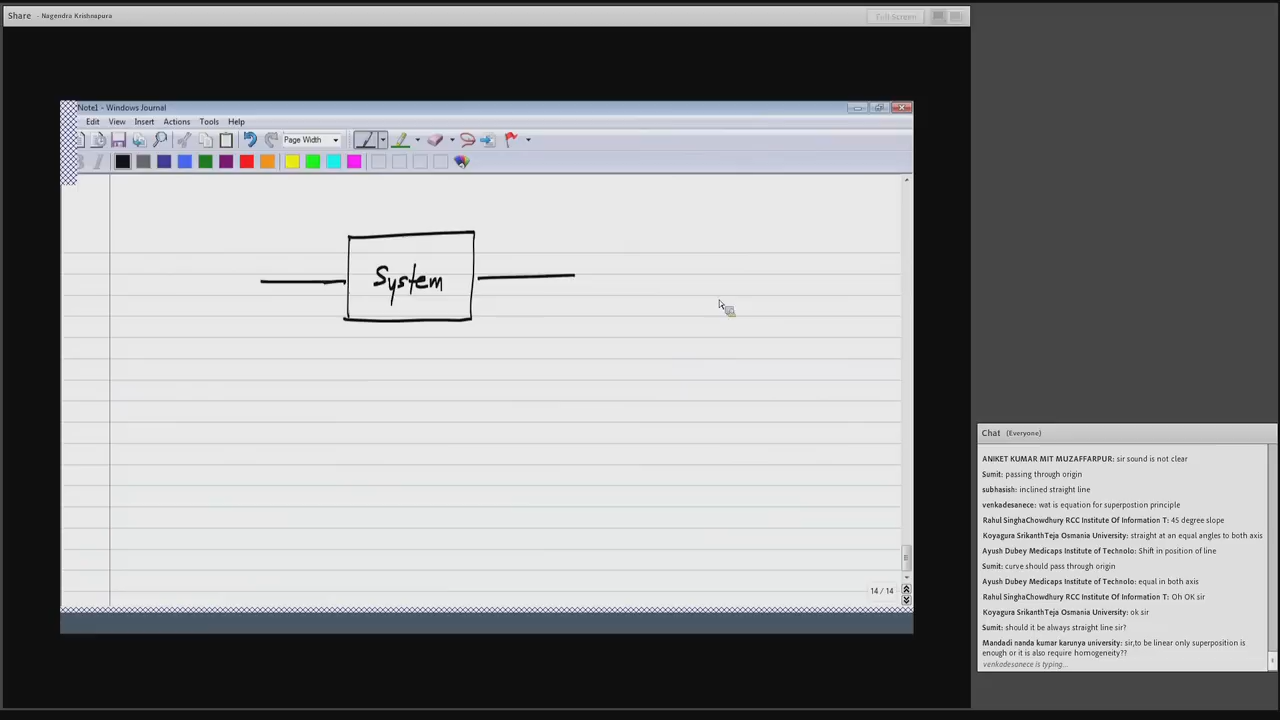 Share - Nagendra Krishnapura
Full Screen
Note1 - Windows Journal
Edit View Insert Actions Tools Help
Page Width
System
14 / 14
Chat (Everyone)
ANIKET KUMAR MIT MUZAFFARPUR: sir sound is not clear
Sumit: passing through origin
subhasish: inclined straight line
venkadesanece: wat is equation for superpostion principle
Rahul SinghaChowdhury RCC Institute Of Information T: 45 degree slope
Koyagura SrikanthTeja Osmania University: straight at an equal angles to both axis
Ayush Dubey Medicaps Institute of Technolo: Shift in position of line
Sumit: curve should pass through origin
Ayush Dubey Medicaps Institute of Technolo: equal in both axis
Rahul SinghaChowdhury RCC Institute Of Information T: Oh OK sir
Koyagura SrikanthTeja Osmania University: ok sir
Sumit: should it be always straight line sir?
Mandadi nanda kumar karunya university: sir,to be linear only superposition is
enough or it is also require homogeneity??
venkadesanece is typing...